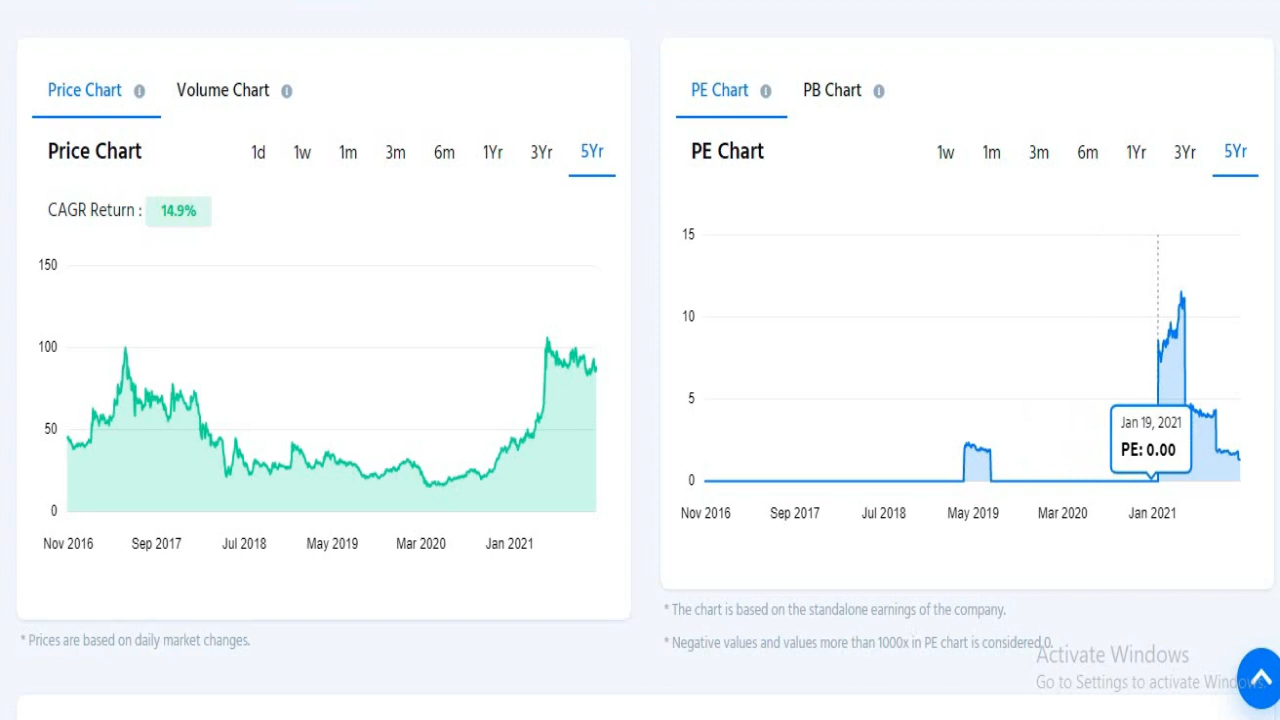 Price Chart Volume Chart
Price Chart 1d 1w 1m 3m 6m 1Yr 3Yr 5Yr
CAGR Return : 14.9%
150
100
50
0
Nov 2016 Sep 2017 Jul 2018 May 2019 Mar 2020 Jan 2021
* Prices are based on daily market changes.
PE Chart PB Chart
PE Chart 1w 1m 3m 6m 1Yr 3Yr 5Yr
15
10
5
0
Jan 19, 2021
PE: 0.00
Nov 2016 Sep 2017 Jul 2018 May 2019 Mar 2020 Jan 2021
* The chart is based on the standalone earnings of the company.
* Negative values and values more than 1000x in PE chart is considered 0.
Activate Windows
Go to Settings to activate Windows.